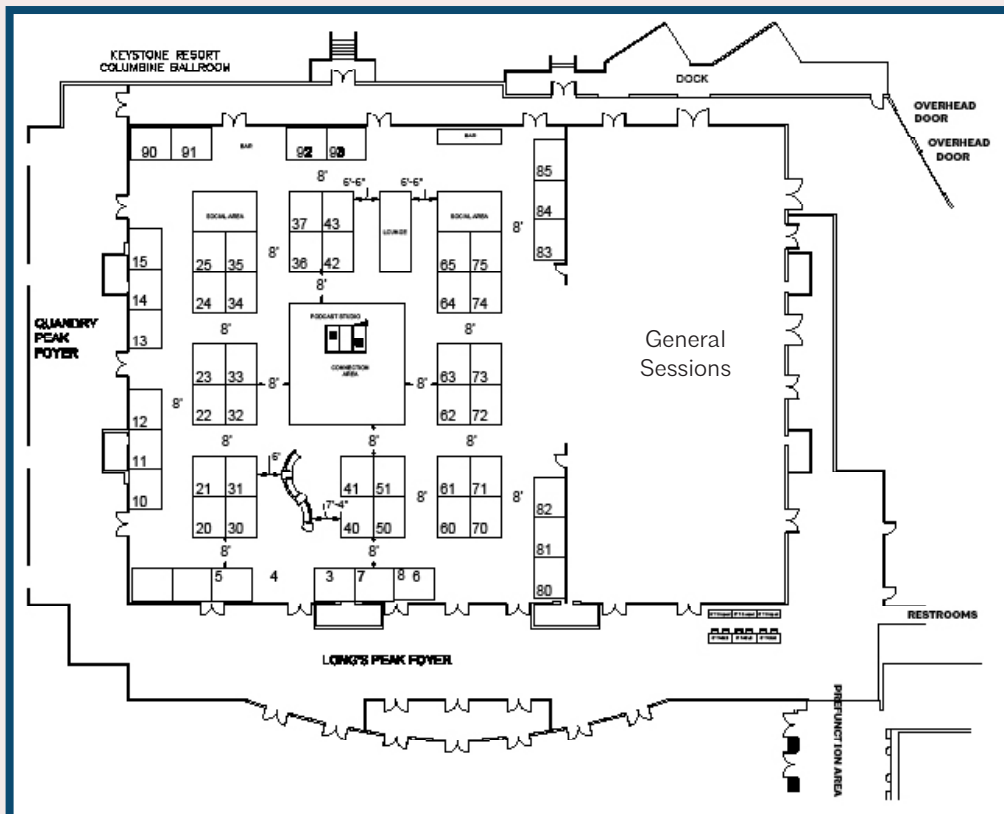 KEYSTONE RESORT
COLUMBINE BALLROOM
DOCK
OVERHEAD
DOOR
OVERHEAD
DOOR
90 91 BAR 92 93 BAR
85
84
83
8'
6'-6" 6'-6"
SOCIAL AREA
37 43
36 42
LOUNGE
SOCIAL AREA
8'
8'
25 35
24 34
65 75
64 74
15
14
13
8'
8'
8'
QUANDRY
PEAK
FOYER
PODCAST STUDIO
CONNECTION
AREA
General
Sessions
23 33
22 32
8'
8'
63 73
62 72
8'
12
11
10
8'
8'
8'
21 31
20 30
6'
7'-4"
41 51
40 50
8'
61 71
60 70
8'
82
81
80
8'
8'
5 4 3 7 8 6
RESTROOMS
LONG'S PEAK FOYER
PREFUNCTION AREA